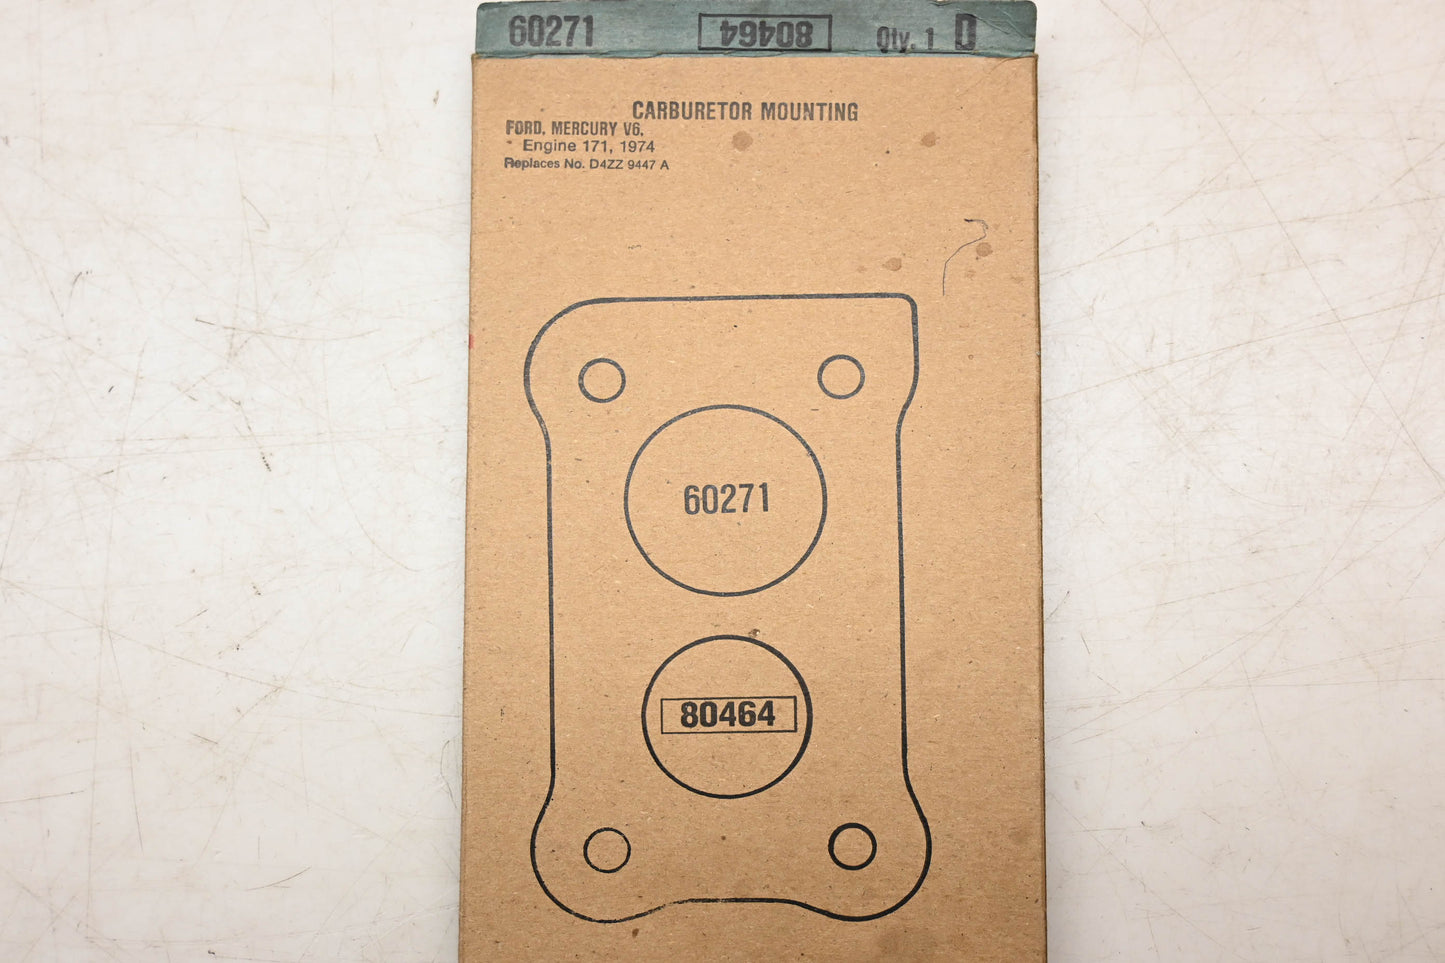 60271 80464 Qty. 1 D
CARBURETOR MOUNTING
FORD, MERCURY V6,
Engine 171, 1974
Replaces No. D4ZZ 9447 A
60271
80464